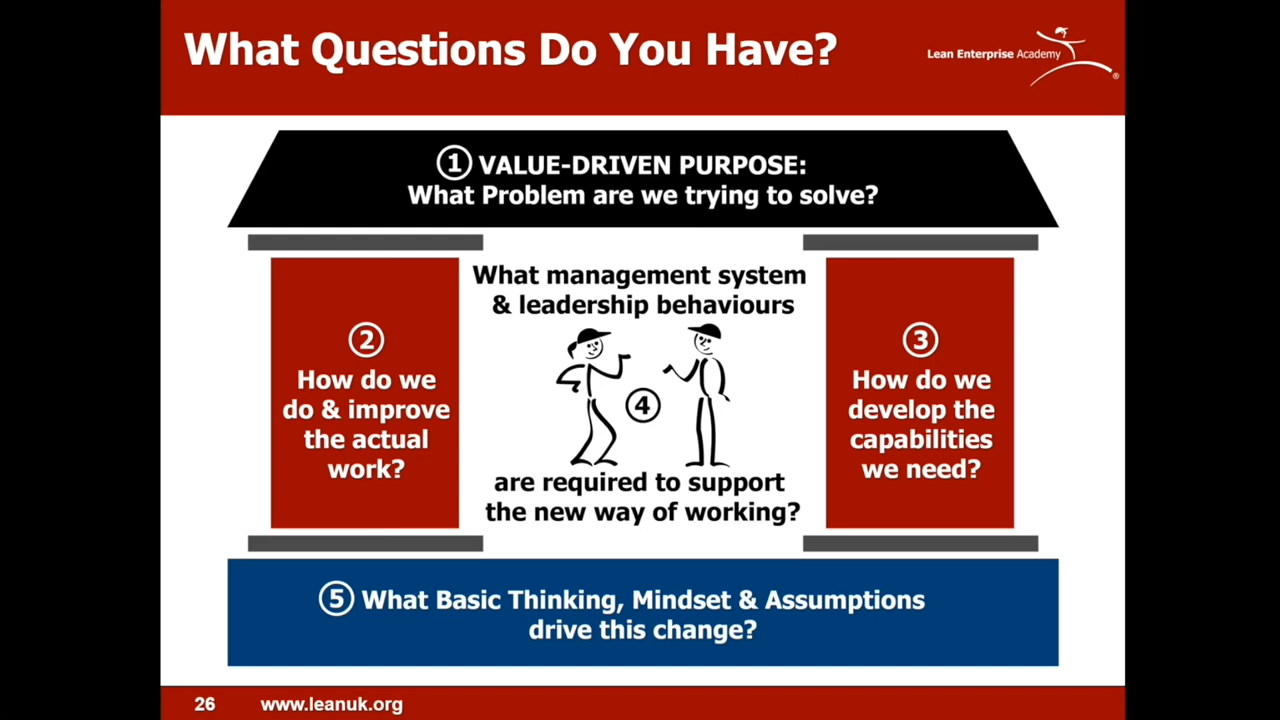 What Questions Do You Have?
Lean Enterprise Academy
®
① VALUE-DRIVEN PURPOSE:
What Problem are we trying to solve?
②
How do we
do & improve
the actual
work?
What management system
& leadership behaviours
④
are required to support
the new way of working?
③
How do we
develop the
capabilities
we need?
⑤ What Basic Thinking, Mindset & Assumptions
drive this change?
26 www.leanuk.org